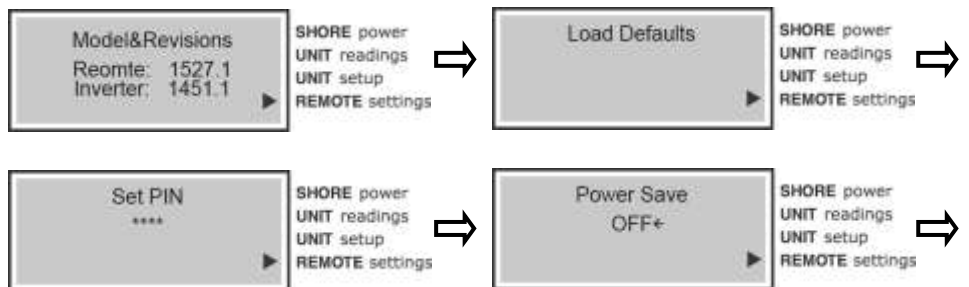 Model&Revisions
Reomte: 1527.1
Inverter: 1451.1
SHORE power
UNIT readings
UNIT setup
REMOTE settings
Load Defaults
SHORE power
UNIT readings
UNIT setup
REMOTE settings
Set PIN
****
SHORE power
UNIT readings
UNIT setup
REMOTE settings
Power Save
OFF←
SHORE power
UNIT readings
UNIT setup
REMOTE settings